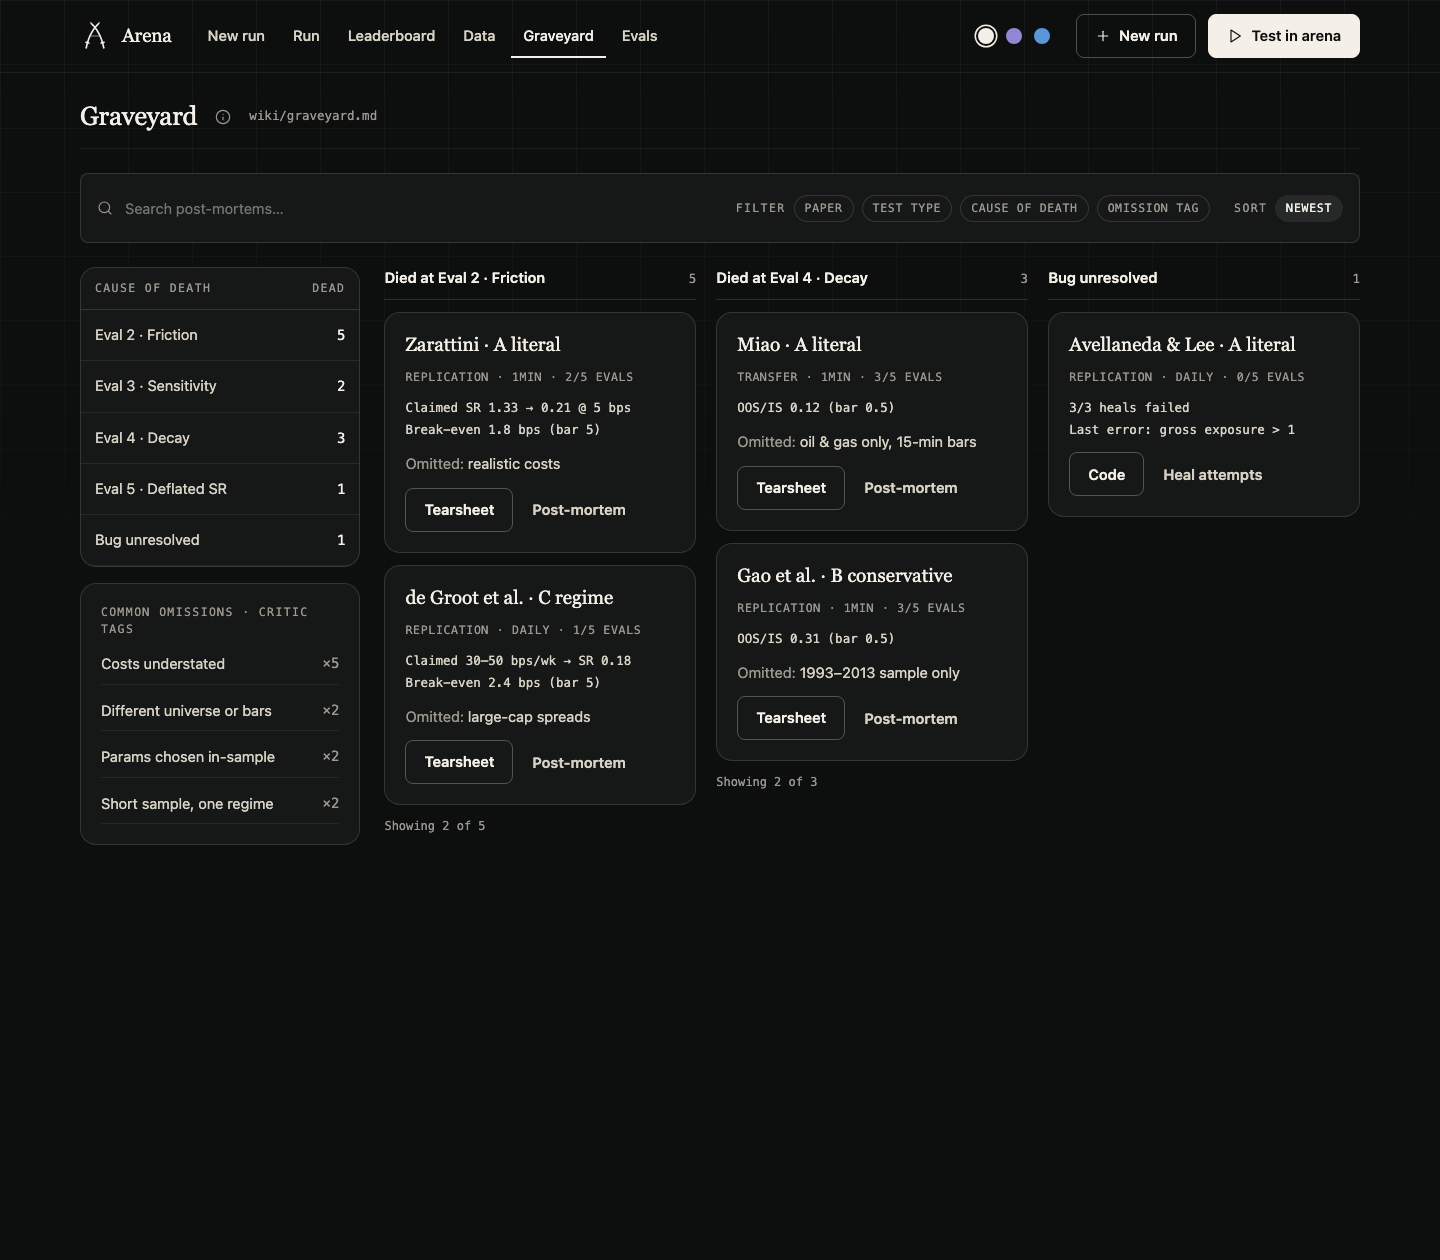 Arena
New run
Run
Leaderboard
Data
Graveyard
Evals
New run
Test in arena
Graveyard
wiki/graveyard.md
Search post-mortems...
FILTER
PAPER
TEST TYPE
CAUSE OF DEATH
OMISSION TAG
SORT
NEWEST
CAUSE OF DEATH DEAD
Eval 2 · Friction 5
Eval 3 · Sensitivity 2
Eval 4 · Decay 3
Eval 5 · Deflated SR 1
Bug unresolved 1
COMMON OMISSIONS · CRITIC
TAGS
Costs understated ×5
Different universe or bars ×2
Params chosen in-sample ×2
Short sample, one regime ×2
Died at Eval 2 · Friction 5
Zarattini · A literal
REPLICATION · 1MIN · 2/5 EVALS
Claimed SR 1.33 → 0.21 @ 5 bps
Break-even 1.8 bps (bar 5)
Omitted: realistic costs
Tearsheet
Post-mortem
de Groot et al. · C regime
REPLICATION · DAILY · 1/5 EVALS
Claimed 30–50 bps/wk → SR 0.18
Break-even 2.4 bps (bar 5)
Omitted: large-cap spreads
Tearsheet
Post-mortem
Showing 2 of 5
Died at Eval 4 · Decay 3
Miao · A literal
TRANSFER · 1MIN · 3/5 EVALS
OOS/IS 0.12 (bar 0.5)
Omitted: oil & gas only, 15-min bars
Tearsheet
Post-mortem
Gao et al. · B conservative
REPLICATION · 1MIN · 3/5 EVALS
OOS/IS 0.31 (bar 0.5)
Omitted: 1993–2013 sample only
Tearsheet
Post-mortem
Showing 2 of 3
Bug unresolved 1
Avellaneda & Lee · A literal
REPLICATION · DAILY · 0/5 EVALS
3/3 heals failed
Last error: gross exposure > 1
Code
Heal attempts